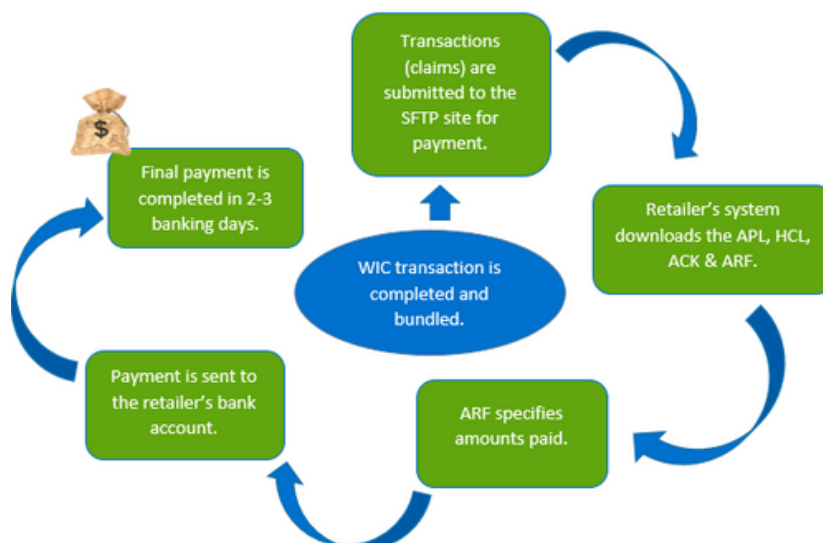 Transactions
(claims) are
submitted to the
SFTP site for
payment.
$
Final payment is
completed in 2-3
banking days.
Retailer's system
downloads the APL, HCL,
ACK & ARF.
WIC transaction is
completed and
bundled.
Payment is sent to
the retailer's bank
account.
ARF specifies
amounts paid.